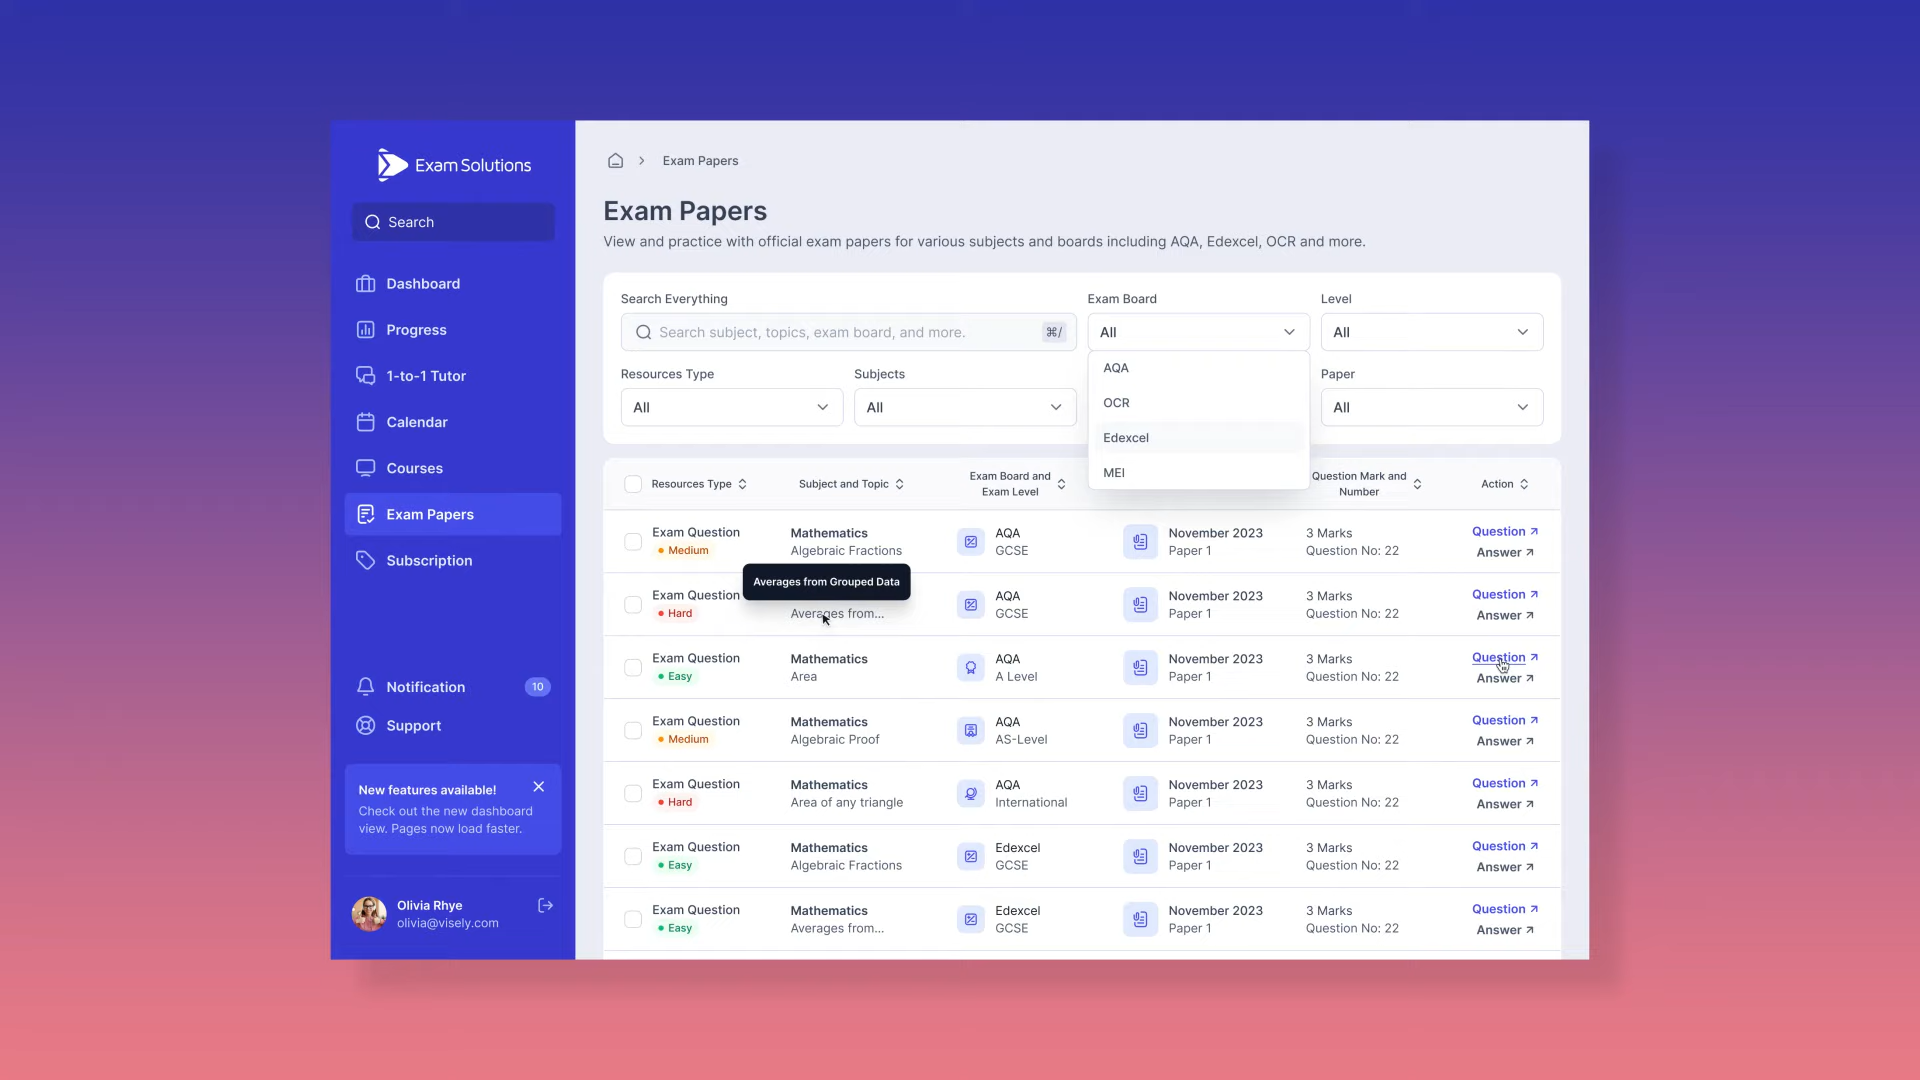 Exam Solutions
Search
Dashboard
Progress
1-to-1 Tutor
Calendar
Courses
Exam Papers
Subscription
Notification 10
Support
New features available!
Check out the new dashboard
view. Pages now load faster.
Olivia Rhye
olivia@visely.com
Exam Papers
Exam Papers
View and practice with official exam papers for various subjects and boards including AQA, Edexcel, OCR and more.
Search Everything
Search subject, topics, exam board, and more. ⌘/
Exam Board
All
AQA
OCR
Edexcel
MEI
Level
All
Resources Type
All
Subjects
All
Paper
All
Resources Type
Subject and Topic
Exam Board and
Exam Level
Question Mark and
Number
Action
Exam Question
Medium
Mathematics
Algebraic Fractions
AQA
GCSE
November 2023
Paper 1
3 Marks
Question No: 22
Question
Answer
Averages from Grouped Data
Exam Question
Hard
Averages from...
AQA
GCSE
November 2023
Paper 1
3 Marks
Question No: 22
Question
Answer
Exam Question
Easy
Mathematics
Area
AQA
A Level
November 2023
Paper 1
3 Marks
Question No: 22
Question
Answer
Exam Question
Medium
Mathematics
Algebraic Proof
AQA
AS-Level
November 2023
Paper 1
3 Marks
Question No: 22
Question
Answer
Exam Question
Hard
Mathematics
Area of any triangle
AQA
International
November 2023
Paper 1
3 Marks
Question No: 22
Question
Answer
Exam Question
Easy
Mathematics
Algebraic Fractions
Edexcel
GCSE
November 2023
Paper 1
3 Marks
Question No: 22
Question
Answer
Exam Question
Easy
Mathematics
Averages from...
Edexcel
GCSE
November 2023
Paper 1
3 Marks
Question No: 22
Question
Answer